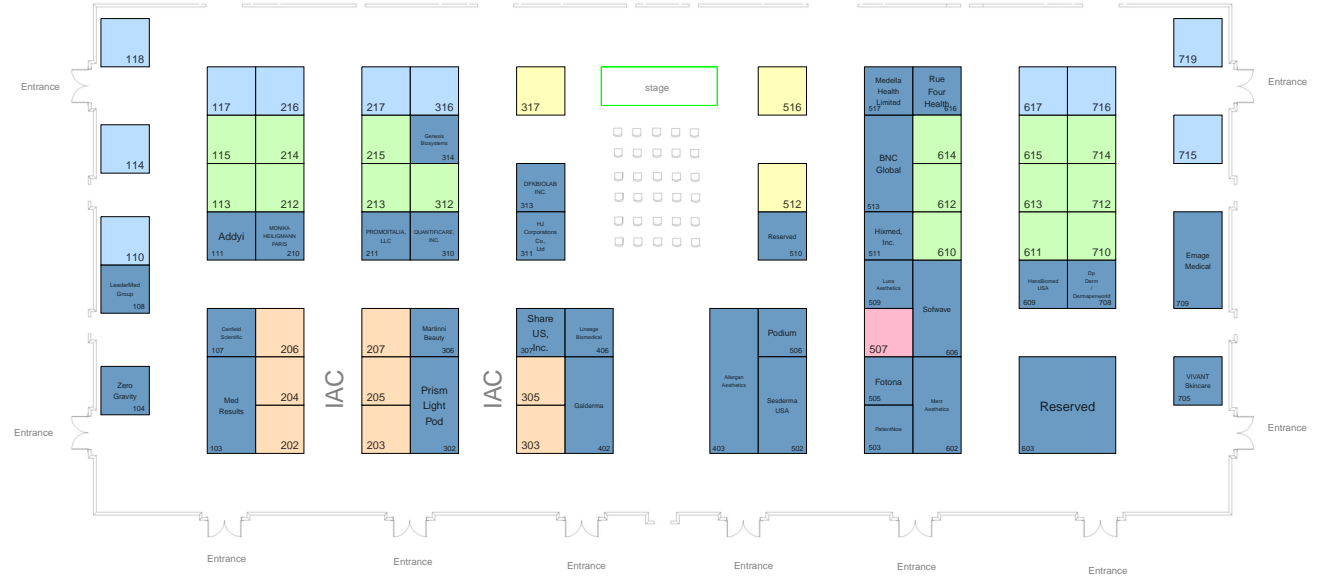 118
719
Entrance
Entrance
117
216
217
316
317
stage
516
Medella
Health
Limited
517
Rue
Four
Health
616
617
716
114
115
214
215
Genesis
Biosystems
314
614
615
714
715
BNC
Global
513
113
212
213
312
DFKBIOLAB
INC.
313
512
612
613
712
110
Addyi
111
MONIKA
HEILIGMANN
PARIS
210
PROMOITALIA,
LLC
211
QUANTIFICARE,
INC.
310
HJ
Corporations
Co.,
Ltd
311
Reserved
510
Hixmed,
Inc.
511
610
611
710
Emage
Medical
709
LeaderMed
Group
108
Luna
Aesthetics
509
Sofwave
606
HansBiomed
USA
609
Dp
Derm
/
Dermapenworld
708
Canfield
Scientific
107
206
207
Martinni
Beauty
306
Share
US,
Inc.
307
Lineage
Biomedical
406
Allergan
Aesthetics
403
Podium
506
507
Zero
Gravity
104
Med
Results
103
204
IAC
205
Prism
Light
Pod
302
IAC
305
Galderma
402
Sesderma
USA
502
Fotona
505
Merz
Aesthetics
602
Reserved
603
VIVANT
Skincare
705
202
203
303
PatientNow
503
Entrance
Entrance
Entrance
Entrance
Entrance
Entrance
Entrance
Entrance